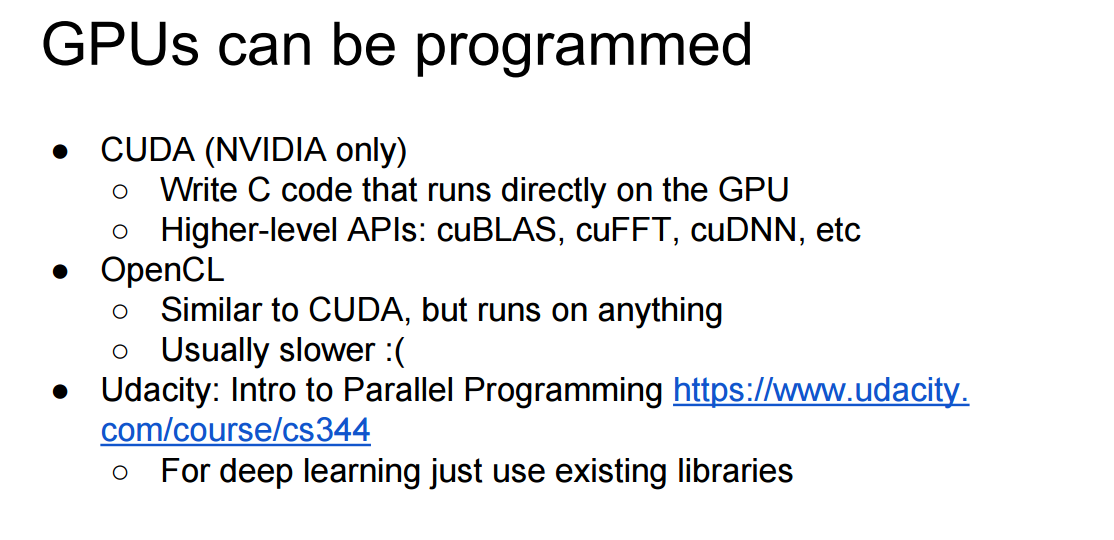 GPUs can be programmed
● CUDA (NVIDIA only)
○ Write C code that runs directly on the GPU
○ Higher-level APIs: cuBLAS, cuFFT, cuDNN, etc
● OpenCL
○ Similar to CUDA, but runs on anything
○ Usually slower :(
● Udacity: Intro to Parallel Programming https://www.udacity.
com/course/cs344
○ For deep learning just use existing libraries